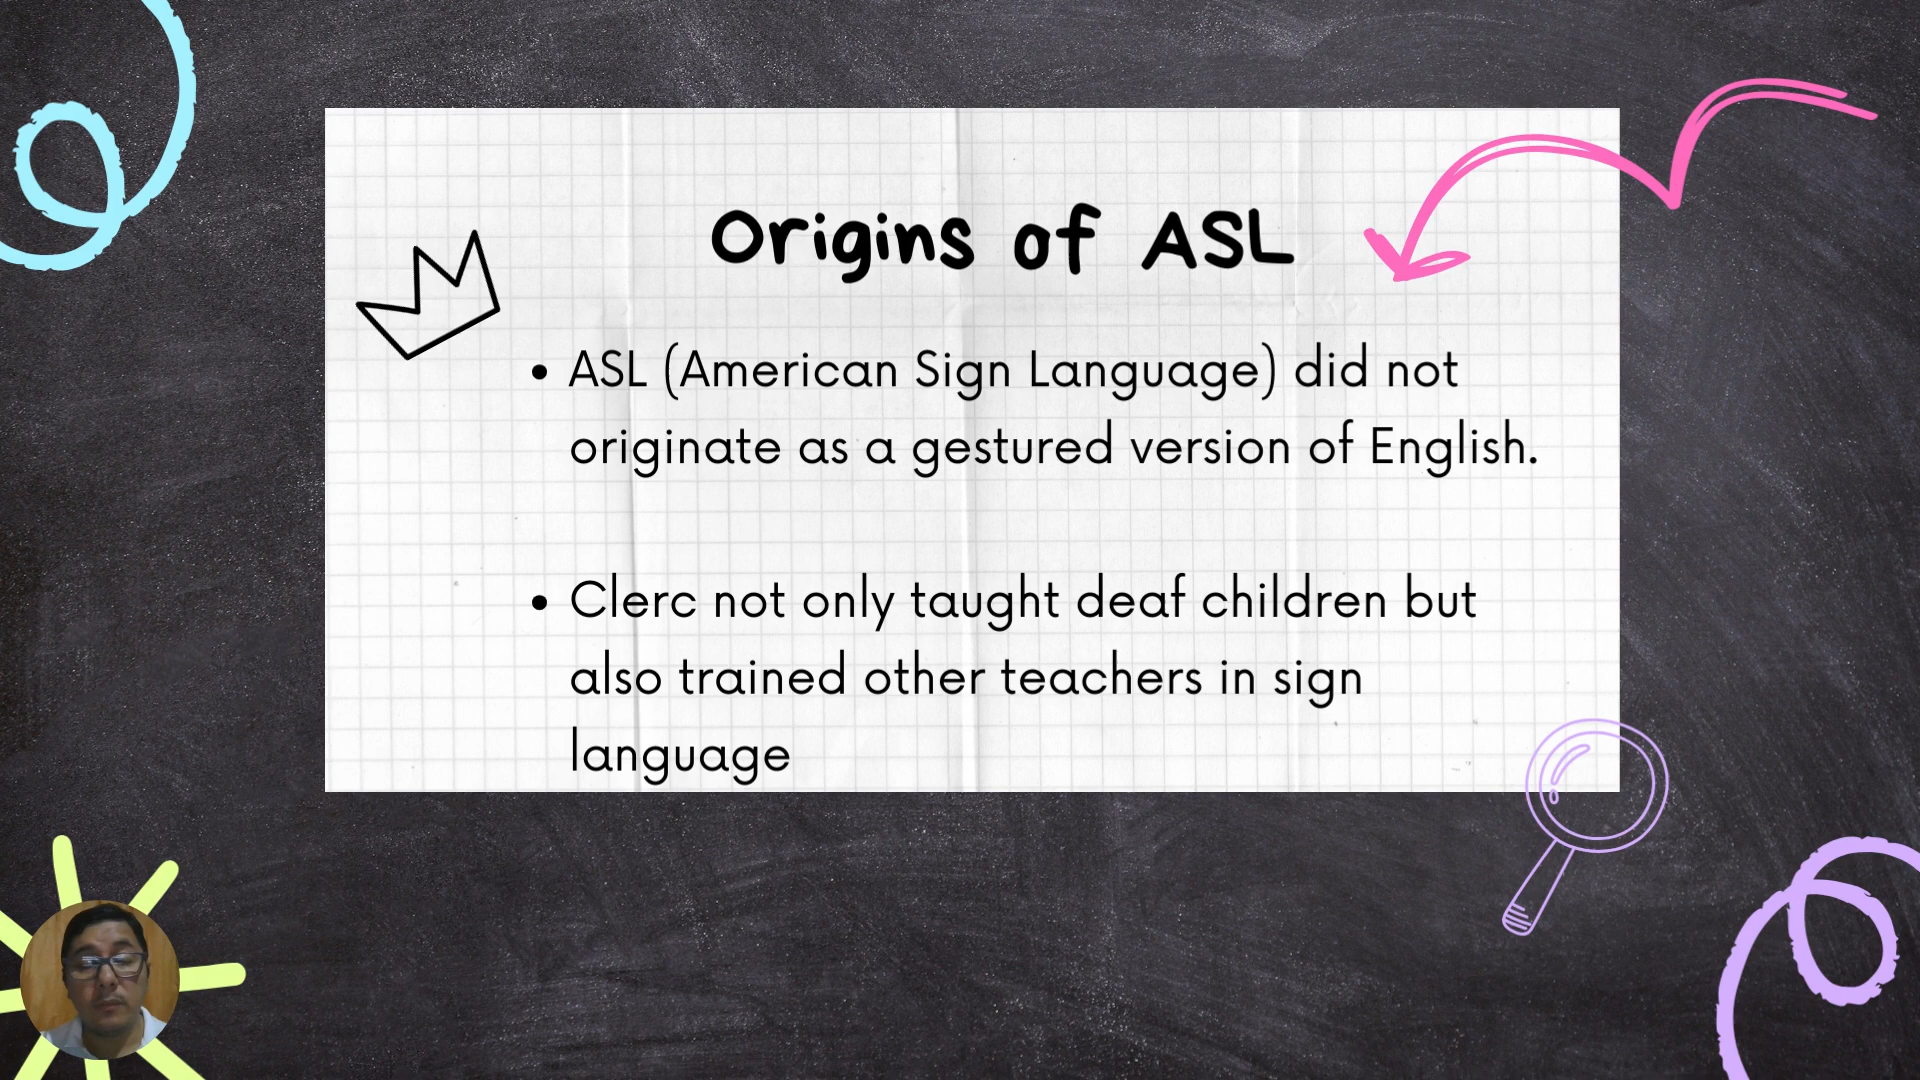 Origins of ASL
• ASL (American Sign Language) did not
originate as a gestured version of English.
• Clerc not only taught deaf children but
also trained other teachers in sign
language